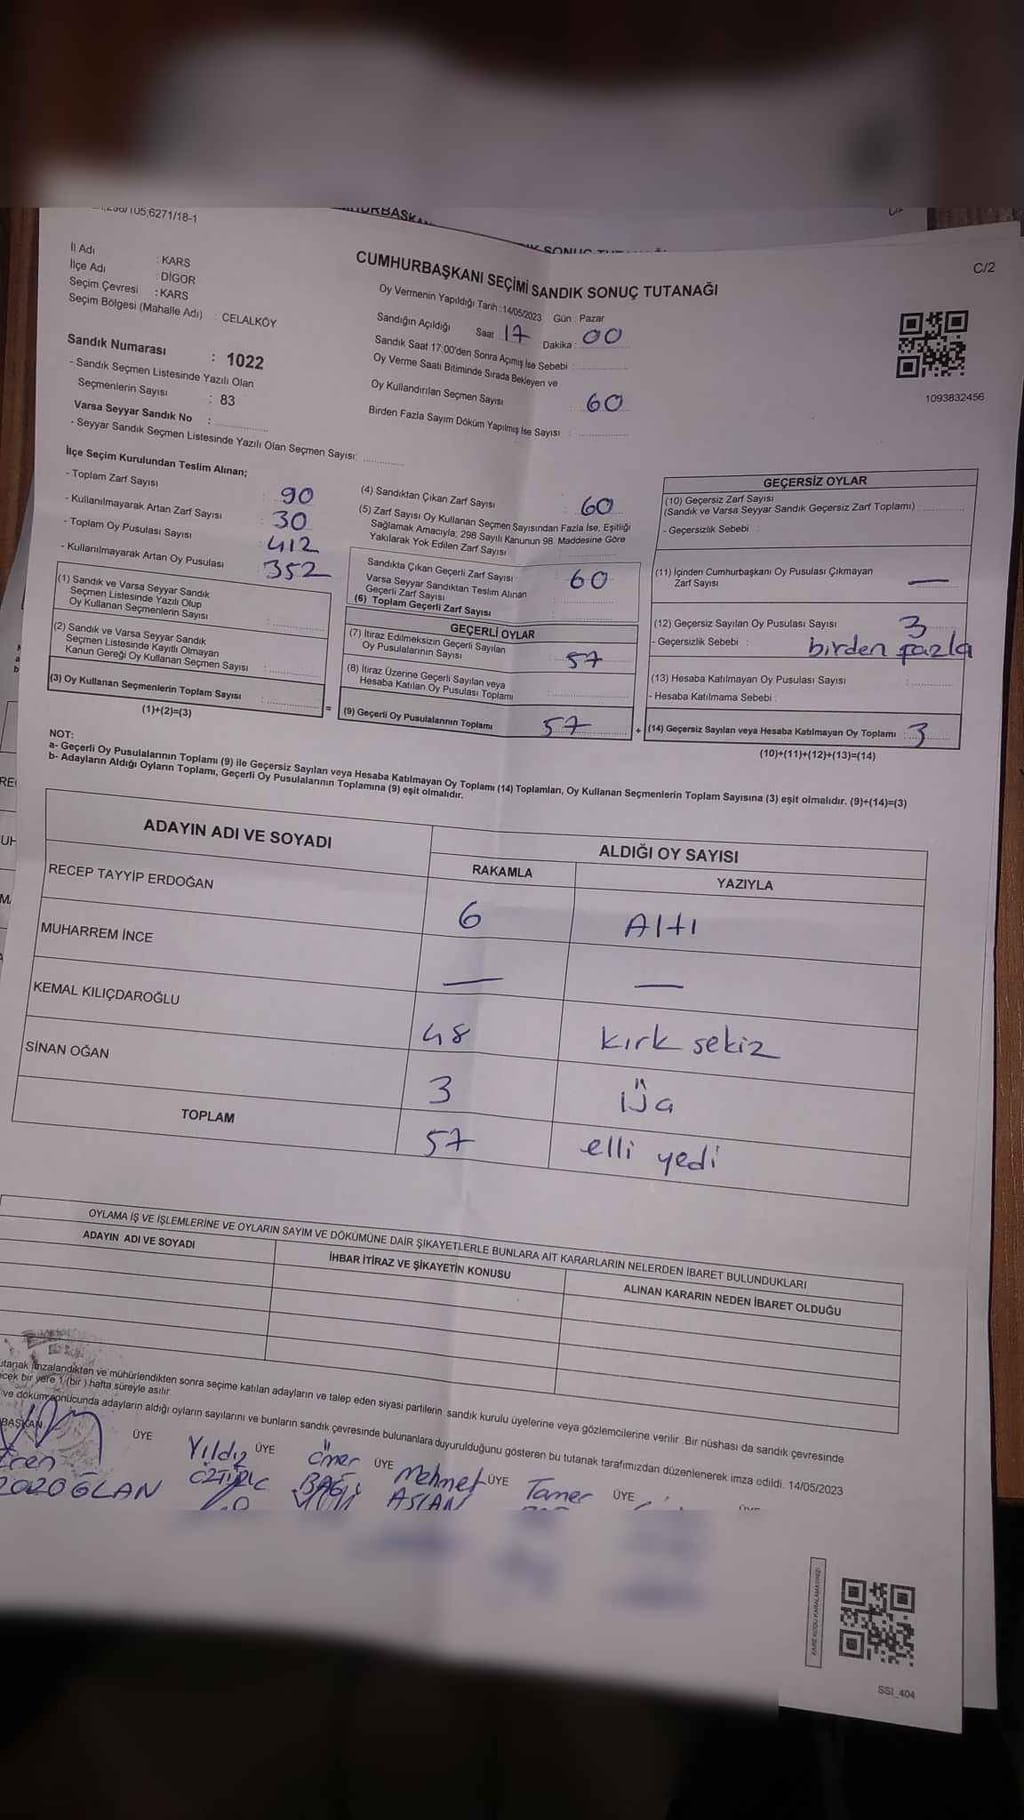 6271/18-1
C/2
İl Adı : KARS
İlçe Adı : DİGOR
Seçim Çevresi : KARS
Seçim Bölgesi (Mahalle Adı) : CELALKÖY
CUMHURBAŞKANI SEÇİMİ SANDIK SONUÇ TUTANAĞI
Oy Vermenin Yapıldığı Tarih :14/05/2023 Gün : Pazar
Sandığın Açıldığı Saat 17 Dakika : 00
Sandık Saat 17:00'den Sonra Açmış İse Sebebi :
Oy Verme Saati Bitiminde Sırada Bekleyen ve
Oy Kullandırılan Seçmen Sayısı : 60
Birden Fazla Sayım Döküm Yapılmış İse Sayısı :
1093832456
Sandık Numarası : 1022
- Sandık Seçmen Listesinde Yazılı Olan
Seçmenlerin Sayısı : 83
Varsa Seyyar Sandık No :
- Seyyar Sandık Seçmen Listesinde Yazılı Olan Seçmen Sayısı:
İlçe Seçim Kurulundan Teslim Alınan;
- Toplam Zarf Sayısı : 90
- Kullanılmayarak Artan Zarf Sayısı : 30
- Toplam Oy Pusulası Sayısı : 412
- Kullanılmayarak Artan Oy Pusulası : 352
(1) Sandık ve Varsa Seyyar Sandık
Seçmen Listesinde Yazılı Olup
Oy Kullanan Seçmenlerin Sayısı :
(2) Sandık ve Varsa Seyyar Sandık
Seçmen Listesinde Kayıtlı Olmayan
Kanun Gereği Oy Kullanan Seçmen Sayısı :
(3) Oy Kullanan Seçmenlerin Toplam Sayısı :
(1)+(2)=(3)
(4) Sandıktan Çıkan Zarf Sayısı : 60
(5) Zarf Sayısı Oy Kullanan Seçmen Sayısından Fazla İse, Eşitliği
Sağlamak Amacıyla, 298 Sayılı Kanunun 98. Maddesine Göre
Yakılarak Yok Edilen Zarf Sayısı :
Sandıkta Çıkan Geçerli Zarf Sayısı : 60
Varsa Seyyar Sandıktan Teslim Alınan
Geçerli Zarf Sayısı
(6) Toplam Geçerli Zarf Sayısı
GEÇERLİ OYLAR
(7) İtiraz Edilmeksizin Geçerli Sayılan
Oy Pusulalarının Sayısı : 57
(8) İtiraz Üzerine Geçerli Sayılan veya
Hesaba Katılan Oy Pusulası Toplamı :
= (9) Geçerli Oy Pusulalarının Toplamı 57
GEÇERSİZ OYLAR
(10) Geçersiz Zarf Sayısı
(Sandık ve Varsa Seyyar Sandık Geçersiz Zarf Toplamı)
- Geçersizlik Sebebi :
(11) İçinden Cumhurbaşkanı Oy Pusulası Çıkmayan
Zarf Sayısı —
(12) Geçersiz Sayılan Oy Pusulası Sayısı : 3
- Geçersizlik Sebebi : birden fazla
(13) Hesaba Katılmayan Oy Pusulası Sayısı :
- Hesaba Katılmama Sebebi :
+ (14) Geçersiz Sayılan veya Hesaba Katılmayan Oy Toplamı : 3
(10)+(11)+(12)+(13)=(14)
NOT:
a- Geçerli Oy Pusulalarının Toplamı (9) ile Geçersiz Sayılan veya Hesaba Katılmayan Oy Toplamı (14) Toplamları, Oy Kullanan Seçmenlerin Toplam Sayısına (3) eşit olmalıdır. (9)+(14)=(3)
b- Adayların Aldığı Oyların Toplamı, Geçerli Oy Pusulalarının Toplamına (9) eşit olmalıdır.
ADAYIN ADI VE SOYADI ALDIĞI OY SAYISI
RAKAMLA YAZIYLA
RECEP TAYYİP ERDOĞAN 6 Altı
MUHARREM İNCE — —
KEMAL KILIÇDAROĞLU 48 kırk sekiz
SİNAN OĞAN 3
TOPLAM 57 elli yedi
OYLAMA İŞ VE İŞLEMLERİNE VE OYLARIN SAYIM VE DÖKÜMÜNE DAİR ŞİKAYETLERLE BUNLARA AİT KARARLARIN NELERDEN İBARET BULUNDUKLARI
ADAYIN ADI VE SOYADI İHBAR İTİRAZ VE ŞİKAYETİN KONUSU ALINAN KARARIN NEDEN İBARET OLDUĞU
utanak imzalandıkten ve mühürlendikten sonra seçime katılan adayların ve talep eden siyasi partilerin sandık kurulu üyelerine veya gözlemcilerine verilir. Bir nüshası da sandık çevresinde
cek bir yere 1 (bir) hafta süreyle asılır.
ve döküm sonucunda adayların aldığı oyların sayılarını ve bunların sandık çevresinde bulunanlara duyurulduğunu gösteren bu tutanak tarafımızdan düzenlenerek imza edildi. 14/05/2023
BAŞKAN ÜYE ÜYE ÜYE ÜYE ÜYE
Yıldız Ömer Mehmet Taner
ASLAN
SSI_404